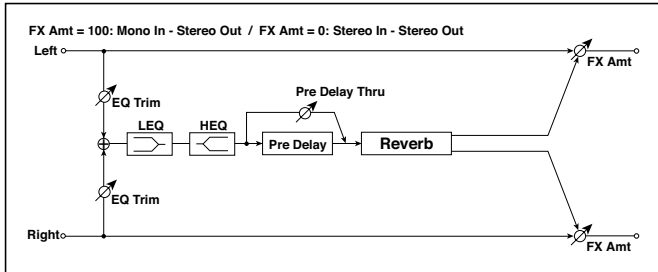 FX Amt = 100: Mono In - Stereo Out / FX Amt = 0: Stereo In - Stereo Out
Left
FX Amt
Pre Delay Thru
EQ Trim
LEQ
HEQ
Pre Delay
Reverb
EQ Trim
Right
FX Amt